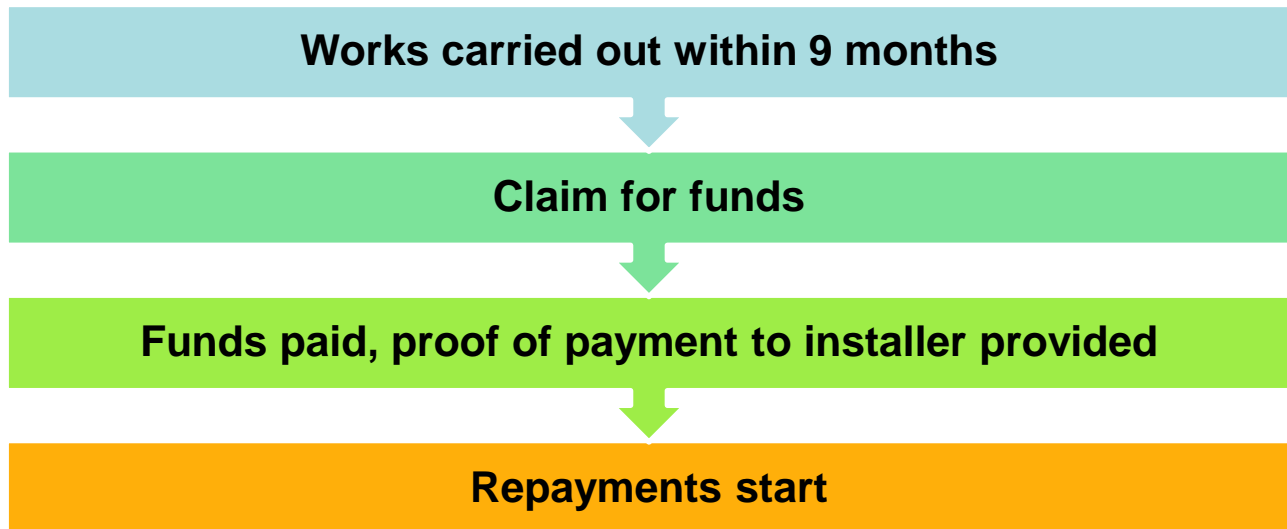 Works carried out within 9 months
Claim for funds
Funds paid, proof of payment to installer provided
Repayments start